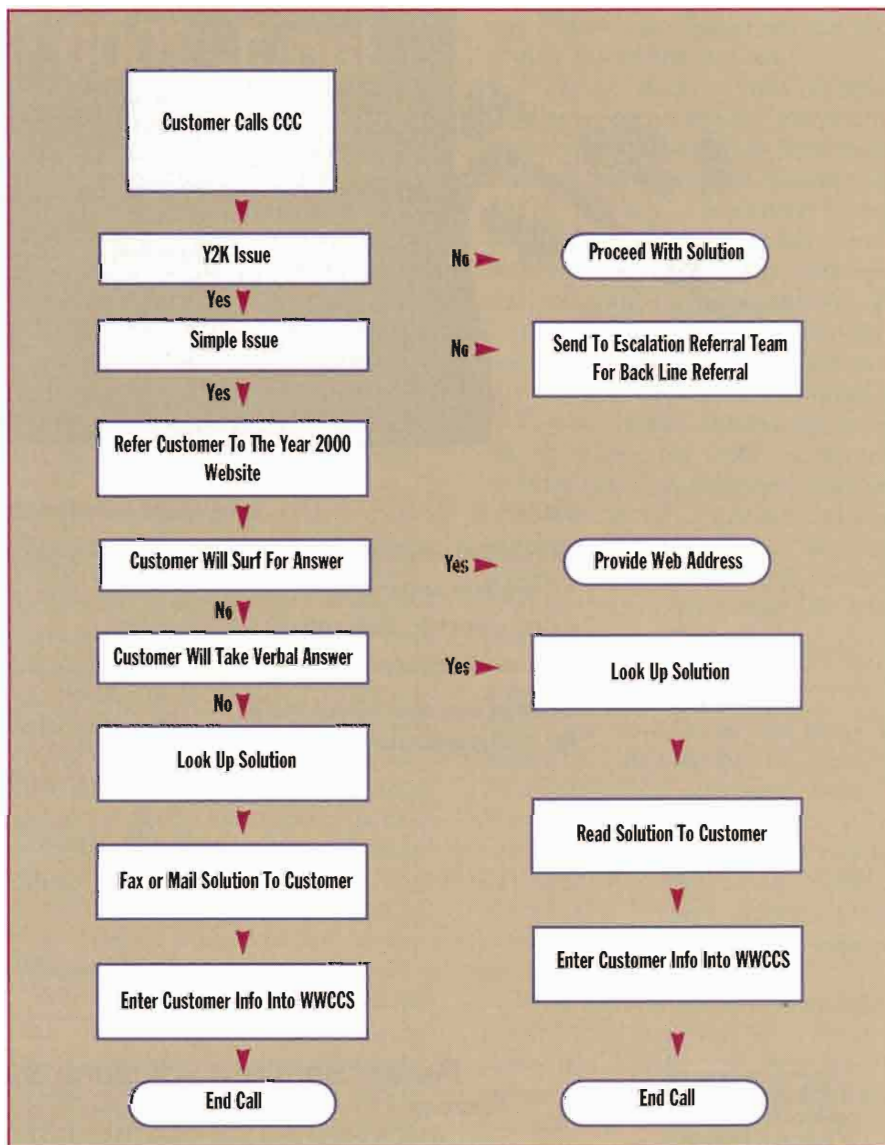 Customer Calls CCC
Y2K Issue
No
Proceed With Solution
Yes
Simple Issue
No
Send To Escalation Referral Team
For Back Line Referral
Yes
Refer Customer To The Year 2000
Website
Customer Will Surf For Answer
Yes
Provide Web Address
No
Customer Will Take Verbal Answer
Yes
Look Up Solution
No
Look Up Solution
Read Solution To Customer
Fax or Mail Solution To Customer
Enter Customer Info Into WWCCS
Enter Customer Info Into WWCCS
End Call
End Call